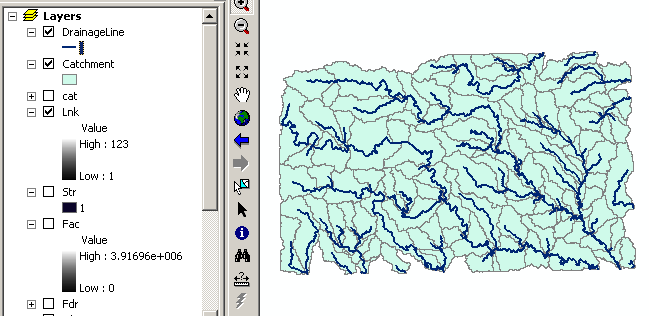 Layers
DrainageLine
Catchment
cat
Lnk
Value
High : 123
Low : 1
Str
1
Fac
Value
High : 3.91696e+006
Low : 0
Fdr